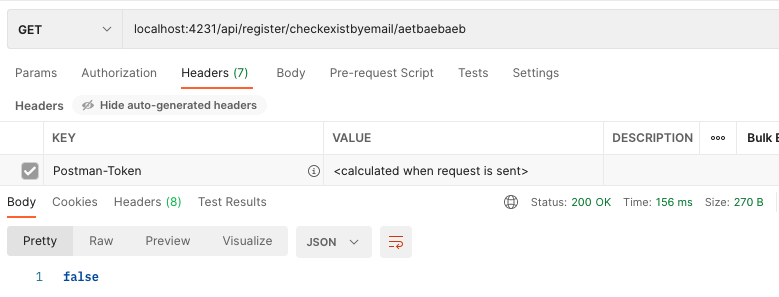 GET localhost:4231/api/register/checkexistbyemail/aetbaebaeb
Params Authorization Headers (7) Body Pre-request Script Tests Settings
Headers Hide auto-generated headers
KEY VALUE DESCRIPTION ••• Bulk E
Postman-Token <calculated when request is sent>
Body Cookies Headers (8) Test Results Status: 200 OK Time: 156 ms Size: 270 B
Pretty Raw Preview Visualize JSON
1 false